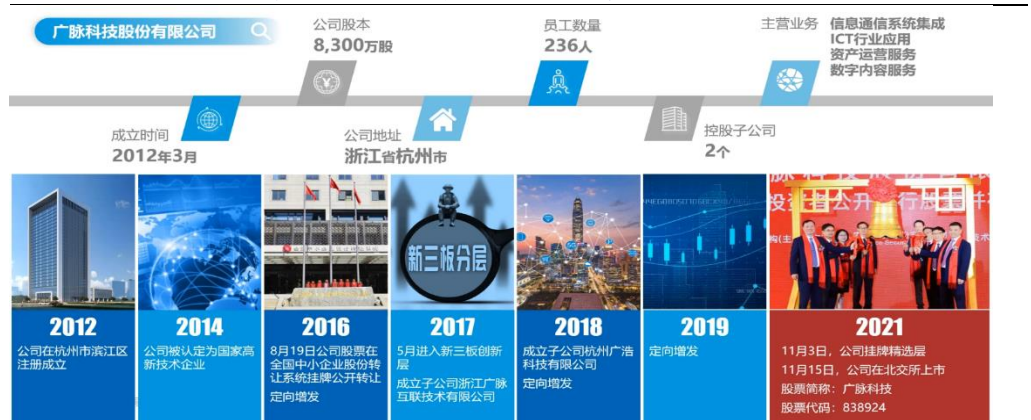 广脉科技股份有限公司
公司股本
8,300万股
员工数量
236人
主营业务
信息通信系统集成
ICT行业应用
资产运营服务
数字内容服务
成立时间
2012年3月
公司地址
浙江省杭州市
控股子公司
2个
新三板分层
2012
公司在杭州市滨江区
注册成立
2014
公司被认定为国家高
新技术企业
2016
8月19日公司股票在
全国中小企业股份转
让系统挂牌公开转让
定向增发
2017
5月进入新三板创新
层
成立子公司浙江广脉
互联技术有限公司
2018
成立子公司杭州广浩
科技有限公司
定向增发
2019
定向增发
2021
11月3日，公司挂牌精选层
11月15日，公司在北交所上市
股票简称：广脉科技
股票代码：838924